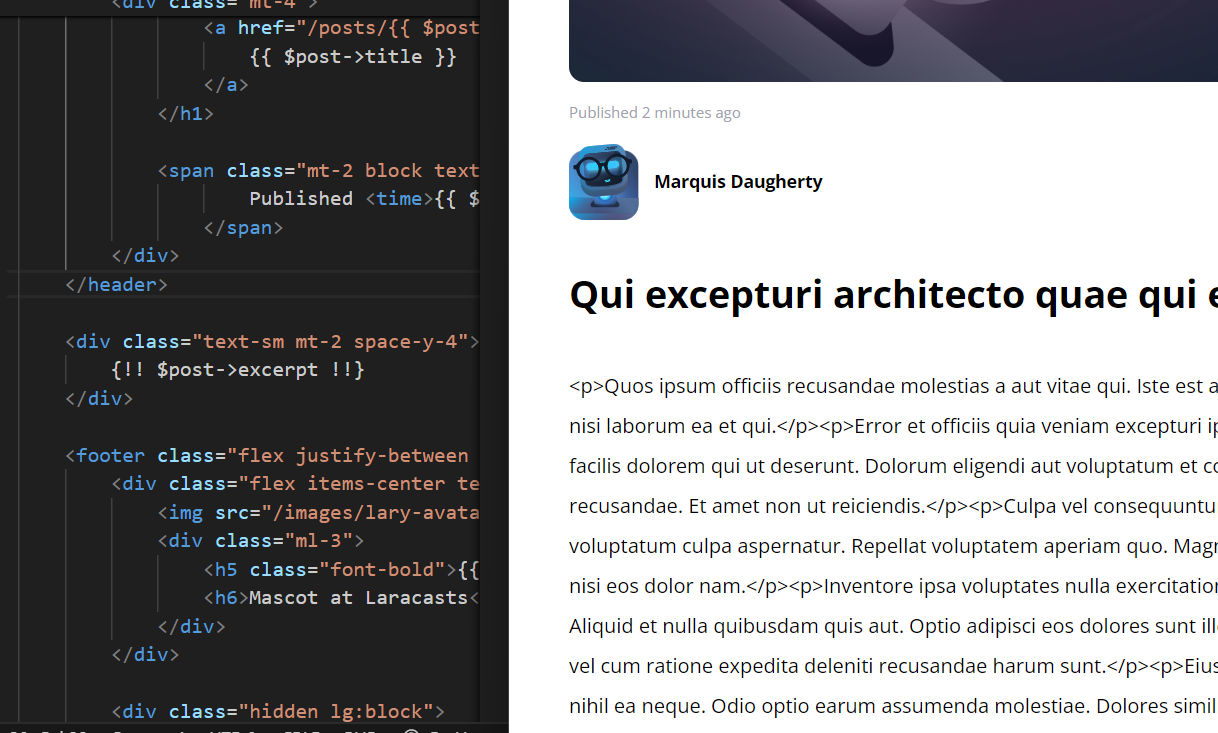 <div class="mt-4">
<a href="/posts/{{ $post
{{ $post->title }}
</a>
</h1>
<span class="mt-2 block text
Published <time>{{ $
</span>
</div>
</header>
<div class="text-sm mt-2 space-y-4">
{!! $post->excerpt !!}
</div>
<footer class="flex justify-between
<div class="flex items-center te
<img src="/images/lary-avata
<div class="ml-3">
<h5 class="font-bold">{{
<h6>Mascot at Laracasts<
</div>
</div>
<div class="hidden lg:block">
Published 2 minutes ago
Marquis Daugherty
Qui excepturi architecto quae qui e
<p>Quos ipsum officiis recusandae molestias a aut vitae qui. Iste est a
nisi laborum ea et qui.</p><p>Error et officiis quia veniam excepturi ip
facilis dolorem qui ut deserunt. Dolorum eligendi aut voluptatum et co
recusandae. Et amet non ut reiciendis.</p><p>Culpa vel consequuntu
voluptatum culpa aspernatur. Repellat voluptatem aperiam quo. Magn
nisi eos dolor nam.</p><p>Inventore ipsa voluptates nulla exercitation
Aliquid et nulla quibusdam quis aut. Optio adipisci eos dolores sunt ill
vel cum ratione expedita deleniti recusandae harum sunt.</p><p>Eius
nihil ea neque. Odio optio earum assumenda molestiae. Dolores simil